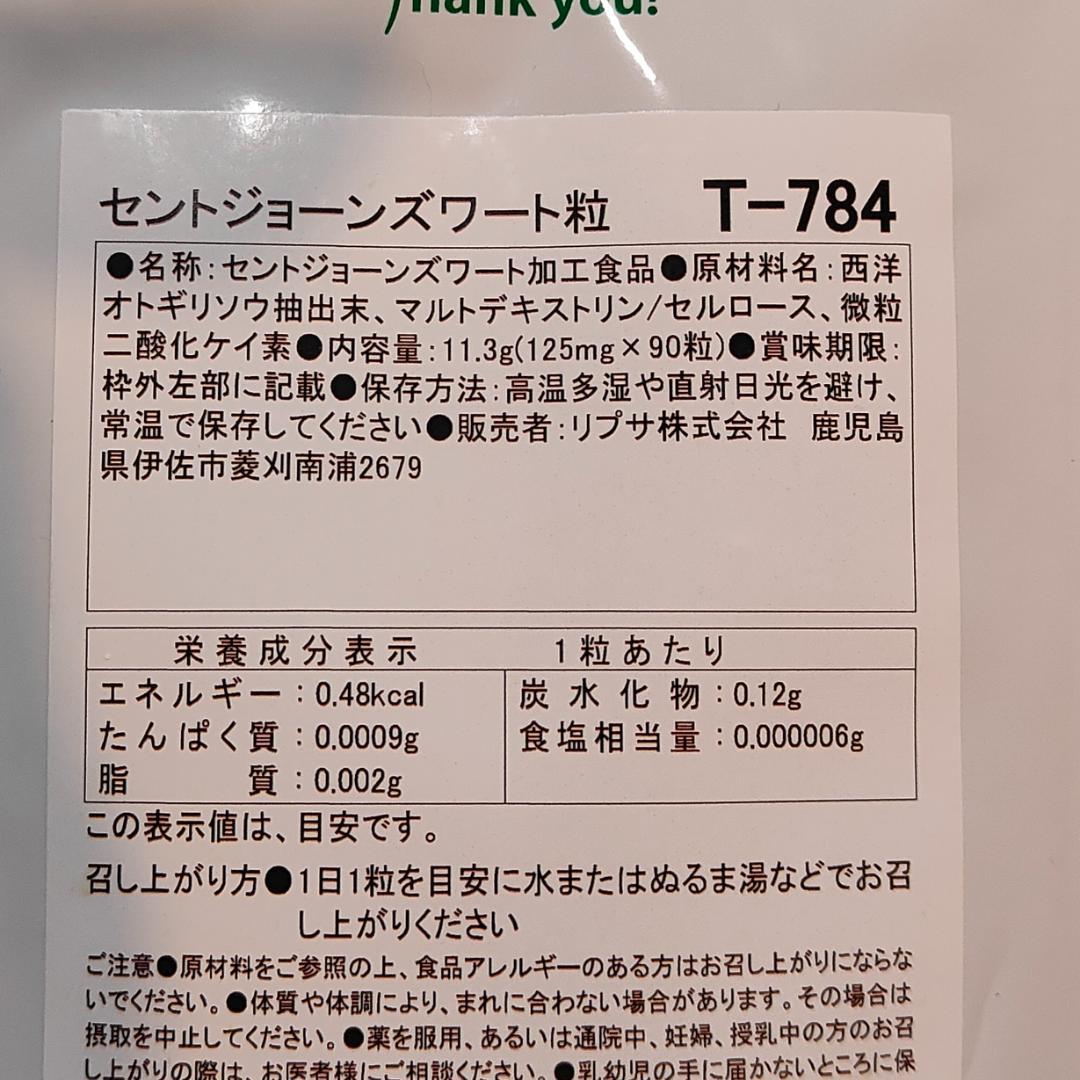 Thank you!
セントジョーンズワート粒 T-784
●名称:セントジョーンズワート加工食品●原材料名:西洋
オトギリソウ抽出末、マルトデキストリン/セルロース、微粒
二酸化ケイ素●内容量:11.3g(125mg×90粒)●賞味期限:
枠外左部に記載●保存方法:高温多湿や直射日光を避け、
常温で保存してください●販売者:リプサ株式会社 鹿児島
県伊佐市菱刈南浦2679
栄養成分表示 1粒あたり
エネルギー:0.48kcal 炭水化物:0.12g
たんぱく質:0.0009g 食塩相当量:0.000006g
脂質:0.002g
この表示値は、目安です。
召し上がり方●1日1粒を目安に水またはぬるま湯などでお召
し上がりください
ご注意●原材料をご参照の上、食品アレルギーのある方はお召し上がりにならな
いでください。●体質や体調により、まれに合わない場合があります。その場合は
摂取を中止してください。●薬を服用、あるいは通院中、妊婦、授乳中の方のお召
し上がりの際は、お医者様にご相談ください。●乳幼児の手に届かないところに保